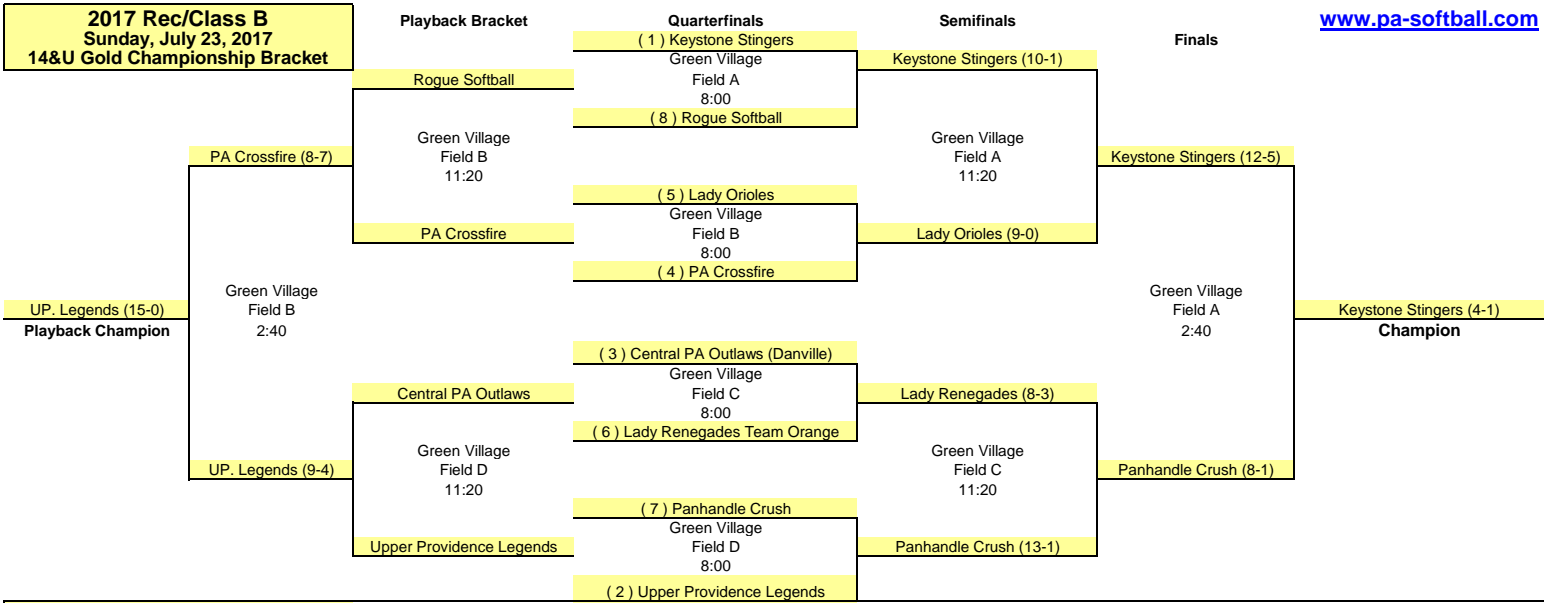 2017 Rec/Class B
Sunday, July 23, 2017
14&U Gold Championship Bracket
Playback Bracket
Quarterfinals
Semifinals
Finals
www.pa-softball.com
( 1 ) Keystone Stingers
Green Village
Field A
8:00
( 8 ) Rogue Softball
Keystone Stingers (10-1)
Rogue Softball
Green Village
Field B
11:20
PA Crossfire
PA Crossfire (8-7)
Green Village
Field A
11:20
Keystone Stingers (12-5)
( 5 ) Lady Orioles
Green Village
Field B
8:00
( 4 ) PA Crossfire
Lady Orioles (9-0)
Green Village
Field B
2:40
UP. Legends (15-0)
Playback Champion
Green Village
Field A
2:40
Keystone Stingers (4-1)
Champion
( 3 ) Central PA Outlaws (Danville)
Green Village
Field C
8:00
( 6 ) Lady Renegades Team Orange
Central PA Outlaws
Lady Renegades (8-3)
Green Village
Field D
11:20
UP. Legends (9-4)
Green Village
Field C
11:20
Panhandle Crush (8-1)
( 7 ) Panhandle Crush
Green Village
Field D
8:00
( 2 ) Upper Providence Legends
Upper Providence Legends
Panhandle Crush (13-1)